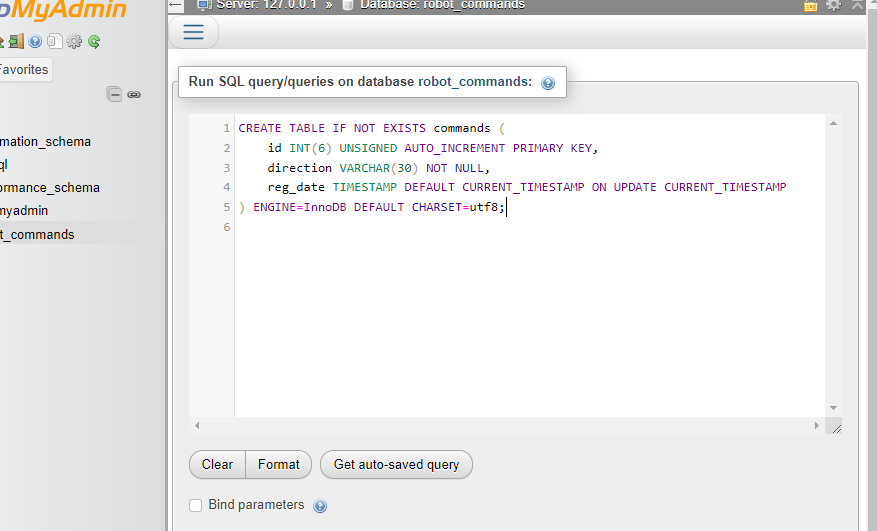 MyAdmin
Favorites
mation_schema
ql
ormance_schema
myadmin
t_commands
Server: 127.0.0.1 » Database: robot_commands
Run SQL query/queries on database robot_commands:
1 CREATE TABLE IF NOT EXISTS commands (
2 id INT(6) UNSIGNED AUTO_INCREMENT PRIMARY KEY,
3 direction VARCHAR(30) NOT NULL,
4 reg_date TIMESTAMP DEFAULT CURRENT_TIMESTAMP ON UPDATE CURRENT_TIMESTAMP
5 ) ENGINE=InnoDB DEFAULT CHARSET=utf8;
6
Clear Format Get auto-saved query
Bind parameters